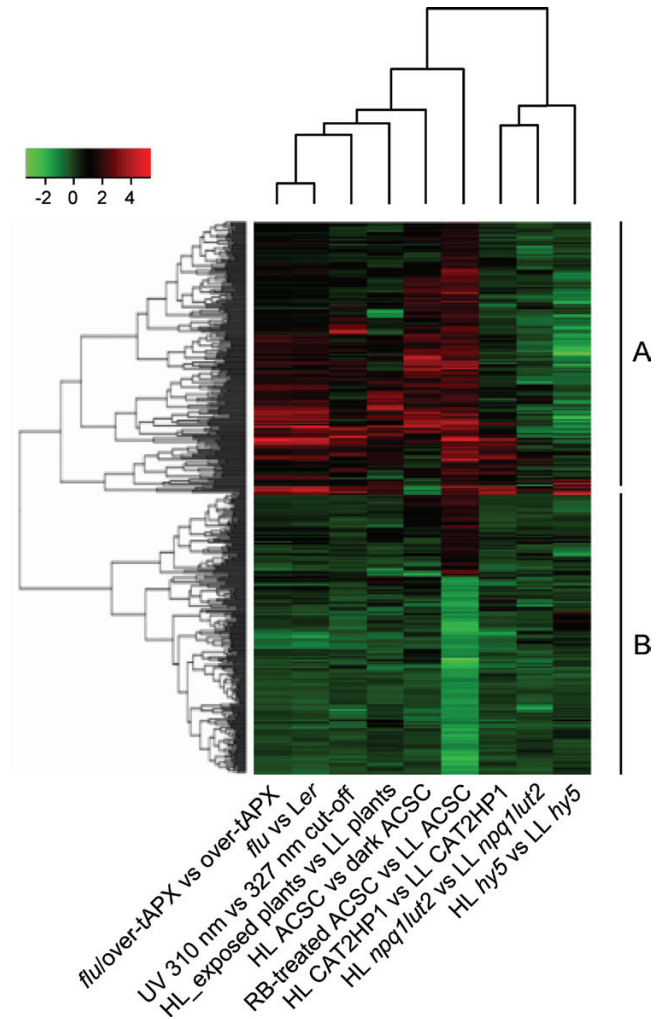 -2 0 2 4
A
B
flu/over-tAPX vs over-tAPX
flu vs Ler
UV 310 nm vs 327 nm cut-off
HL_exposed plants vs LL plants
HL ACSC vs dark ACSC
RB-treated ACSC vs LL ACSC
HL CAT2HP1 vs LL CAT2HP1
HL npq1lut2 vs LL npq1lut2
HL hy5 vs LL hy5